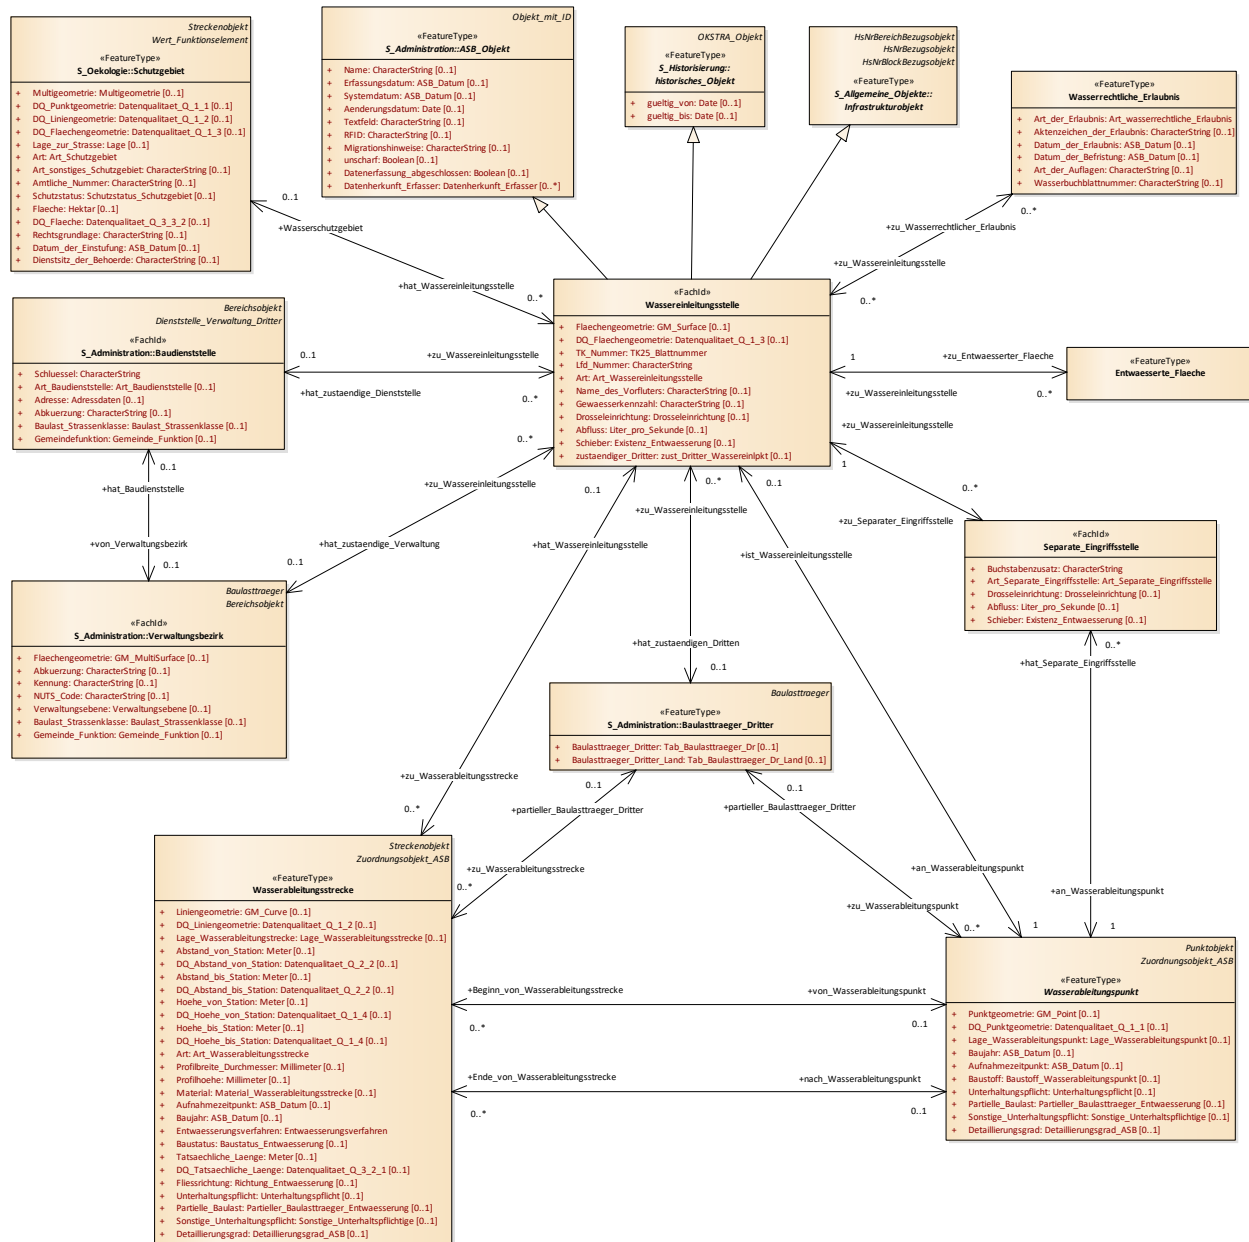 Streckenobjekt
Wert_Funktionselement
«FeatureType»
S_Oekologie::Schutzgebiet
+ Multigeometrie: Multigeometrie [0..1]
+ DQ_Punktgeometrie: Datenqualitaet_Q_1_1 [0..1]
+ DQ_Liniengeometrie: Datenqualitaet_Q_1_2 [0..1]
+ DQ_Flaechengeometrie: Datenqualitaet_Q_1_3 [0..1]
+ Lage_zur_Strasse: Lage [0..1]
+ Art: Art_Schutzgebiet
+ Art_sonstiges_Schutzgebiet: CharacterString [0..1]
+ Amtliche_Nummer: CharacterString [0..1]
+ Schutzstatus: Schutzstatus_Schutzgebiet [0..1]
+ Flaeche: Hektar [0..1]
+ DQ_Flaeche: Datenqualitaet_Q_3_3_2 [0..1]
+ Rechtsgrundlage: CharacterString [0..1]
+ Datum_der_Einstufung: ASB_Datum [0..1]
+ Dienstsitz_der_Behoerde: CharacterString [0..1]
Objekt_mit_ID
«FeatureType»
S_Administration::ASB_Objekt
+ Name: CharacterString [0..1]
+ Erfassungsdatum: ASB_Datum [0..1]
+ Systemdatum: ASB_Datum [0..1]
+ Aenderungsdatum: Date [0..1]
+ Textfeld: CharacterString [0..1]
+ RFID: CharacterString [0..1]
+ Migrationshinweise: CharacterString [0..1]
+ unscharf: Boolean [0..1]
+ Datenerfassung_abgeschlossen: Boolean [0..1]
+ Datenherkunft_Erfasser: Datenherkunft_Erfasser [0..*]
OKSTRA_Objekt
«FeatureType»
S_Historisierung::
historisches_Objekt
+ gueltig_von: Date [0..1]
+ gueltig_bis: Date [0..1]
HsNrBereichBezugsobjekt
HsNrBezugsobjekt
HsNrBlockBezugsobjekt
«FeatureType»
S_Allgemeine_Objekte::
Infrastrukturobjekt
«FeatureType»
Wasserrechtliche_Erlaubnis
+ Art_der_Erlaubnis: Art_wasserrechtliche_Erlaubnis
+ Aktenzeichen_der_Erlaubnis: CharacterString [0..1]
+ Datum_der_Erlaubnis: ASB_Datum [0..1]
+ Datum_der_Befristung: ASB_Datum [0..1]
+ Art_der_Auflagen: CharacterString [0..1]
+ Wasserbuchblattnummer: CharacterString [0..1]
0..1
+Wasserschutzgebiet
+hat_Wassereinleitungsstelle
0..*
0..*
+zu_Wasserrechtlicher_Erlaubnis
+zu_Wassereinleitungsstelle
0..*
«FachId»
Wassereinleitungsstelle
+ Flaechengeometrie: GM_Surface [0..1]
+ DQ_Flaechengeometrie: Datenqualitaet_Q_1_3 [0..1]
+ TK_Nummer: TK25_Blattnummer
+ Lfd_Nummer: CharacterString
+ Art: Art_Wassereinleitungsstelle
+ Name_des_Vorfluters: CharacterString [0..1]
+ Gewaesserkennzahl: CharacterString [0..1]
+ Drosseleinrichtung: Drosseleinrichtung [0..1]
+ Abfluss: Liter_pro_Sekunde [0..1]
+ Schieber: Existenz_Entwaesserung [0..1]
+ zustaendiger_Dritter: zust_Dritter_Wassereinlpkt [0..1]
Bereichsobjekt
Dienststelle_Verwaltung_Dritter
«FachId»
S_Administration::Baudienststelle
+ Schluessel: CharacterString
+ Art_Baudienststelle: Art_Baudienststelle [0..1]
+ Adresse: Adressdaten [0..1]
+ Abkuerzung: CharacterString [0..1]
+ Baulast_Strassenklasse: Baulast_Strassenklasse [0..1]
+ Gemeindefunktion: Gemeinde_Funktion [0..1]
0..1
+zu_Wassereinleitungsstelle
+hat_zustaendige_Dienststelle
0..*
1
+zu_Entwaesserter_Flaeche
+zu_Wassereinleitungsstelle
0..*
«FeatureType»
Entwaesserte_Flaeche
0..1
+hat_Baudienststelle
+von_Verwaltungsbezirk
0..1
0..*
+zu_Wassereinleitungsstelle
+hat_zustaendige_Verwaltung
0..1
+zu_Wassereinleitungsstelle
1
0..*
+zu_Separater_Eingriffsstelle
«FachId»
Separate_Eingriffsstelle
+ Buchstabenzusatz: CharacterString
+ Art_Separate_Eingriffsstelle: Art_Separate_Eingriffsstelle
+ Drosseleinrichtung: Drosseleinrichtung [0..1]
+ Abfluss: Liter_pro_Sekunde [0..1]
+ Schieber: Existenz_Entwaesserung [0..1]
Baulasttraeger
Bereichsobjekt
«FachId»
S_Administration::Verwaltungsbezirk
+ Flaechengeometrie: GM_MultiSurface [0..1]
+ Abkuerzung: CharacterString [0..1]
+ Kennung: CharacterString [0..1]
+ NUTS_Code: CharacterString [0..1]
+ Verwaltungsebene: Verwaltungsebene [0..1]
+ Baulast_Strassenklasse: Baulast_Strassenklasse [0..1]
+ Gemeinde_Funktion: Gemeinde_Funktion [0..1]
0..1
+hat_Wassereinleitungsstelle
+zu_Wasserableitungsstrecke
0..*
0..*
+zu_Wassereinleitungsstelle
+hat_zustaendigen_Dritten
0..1
0..1
+ist_Wassereinleitungsstelle
+an_Wasserableitungspunkt
1
0..*
+hat_Separate_Eingriffsstelle
+an_Wasserableitungspunkt
1
Baulasttraeger
«FeatureType»
S_Administration::Baulasttraeger_Dritter
+ Baulasttraeger_Dritter: Tab_Baulasttraeger_Dr [0..1]
+ Baulasttraeger_Dritter_Land: Tab_Baulasttraeger_Dr_Land [0..1]
0..1
+partieller_Baulasttraeger_Dritter
+zu_Wasserableitungsstrecke
0..*
0..1
+partieller_Baulasttraeger_Dritter
+zu_Wasserableitungspunkt
0..*
Streckenobjekt
Zuordnungsobjekt_ASB
«FeatureType»
Wasserableitungsstrecke
+ Liniengeometrie: GM_Curve [0..1]
+ DQ_Liniengeometrie: Datenqualitaet_Q_1_2 [0..1]
+ Lage_Wasserableitungstrecke: Lage_Wasserableitungsstrecke [0..1]
+ Abstand_von_Station: Meter [0..1]
+ DQ_Abstand_von_Station: Datenqualitaet_Q_2_2 [0..1]
+ Abstand_bis_Station: Meter [0..1]
+ DQ_Abstand_bis_Station: Datenqualitaet_Q_2_2 [0..1]
+ Hoehe_von_Station: Meter [0..1]
+ DQ_Hoehe_von_Station: Datenqualitaet_Q_1_4 [0..1]
+ Hoehe_bis_Station: Meter [0..1]
+ DQ_Hoehe_bis_Station: Datenqualitaet_Q_1_4 [0..1]
+ Art: Art_Wasserableitungsstrecke
+ Profilbreite_Durchmesser: Millimeter [0..1]
+ Profilhoehe: Millimeter [0..1]
+ Material: Material_Wasserableitungsstrecke [0..1]
+ Aufnahmezeitpunkt: ASB_Datum [0..1]
+ Baujahr: ASB_Datum [0..1]
+ Entwaesserungsverfahren: Entwaesserungsverfahren
+ Baustatus: Baustatus_Entwaesserung [0..1]
+ Tatsaechliche_Laenge: Meter [0..1]
+ DQ_Tatsaechliche_Laenge: Datenqualitaet_Q_3_2_1 [0..1]
+ Fliessrichtung: Richtung_Entwaesserung [0..1]
+ Unterhaltungspflicht: Unterhaltungspflicht [0..1]
+ Partielle_Baulast: Partieller_Baulasttraeger_Entwaesserung [0..1]
+ Sonstige_Unterhaltungspflicht: Sonstige_Unterhaltspflichtige [0..1]
+ Detaillierungsgrad: Detaillierungsgrad_ASB [0..1]
+Beginn_von_Wasserableitungsstrecke
+von_Wasserableitungspunkt
0..*
0..1
+Ende_von_Wasserableitungsstrecke
+nach_Wasserableitungspunkt
0..*
0..1
Punktobjekt
Zuordnungsobjekt_ASB
«FeatureType»
Wasserableitungspunkt
+ Punktgeometrie: GM_Point [0..1]
+ DQ_Punktgeometrie: Datenqualitaet_Q_1_1 [0..1]
+ Lage_Wasserableitungspunkt: Lage_Wasserableitungspunkt [0..1]
+ Baujahr: ASB_Datum [0..1]
+ Aufnahmezeitpunkt: ASB_Datum [0..1]
+ Baustoff: Baustoff_Wasserableitungspunkt [0..1]
+ Unterhaltungspflicht: Unterhaltungspflicht [0..1]
+ Partielle_Baulast: Partieller_Baulasttraeger_Entwaesserung [0..1]
+ Sonstige_Unterhaltungspflicht: Sonstige_Unterhaltspflichtige [0..1]
+ Detaillierungsgrad: Detaillierungsgrad_ASB [0..1]